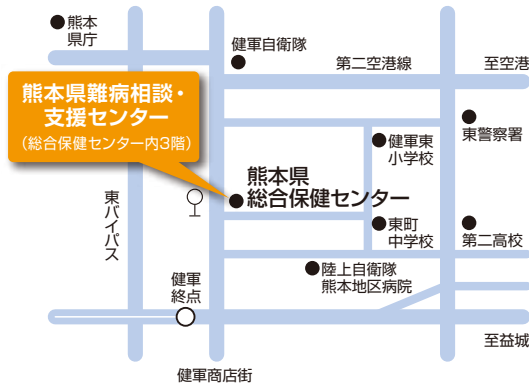 熊本
県庁
健軍自衛隊
第二空港線
至空港
熊本県難病相談・
支援センター
(総合保健センター内3階)
東警察署
健軍東
小学校
熊本県
総合保健センター
東バイパス
東町
中学校
第二高校
陸上自衛隊
熊本地区病院
健軍
終点
至益城
健軍商店街